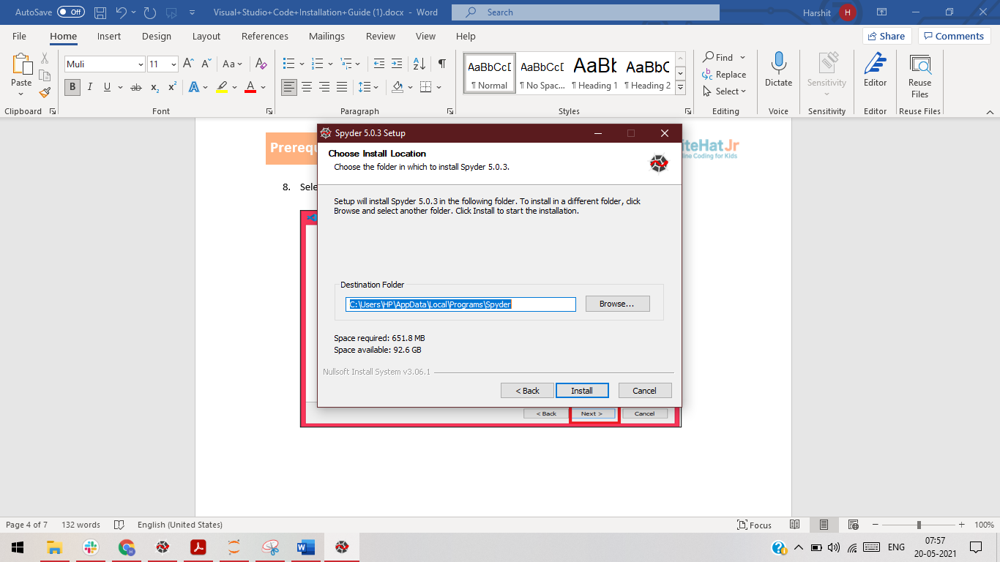 AutoSave Off Visual+Studio+Code+Installation+Guide (1).docx - Word Search Harshit H
File Home Insert Design Layout References Mailings Review View Help Share Comments
Paste
Muli 11 A A Aa A
B I U ab x₂ x² A A
AaBbCcD AaBbCcD AaBb AaBbC
¶ Normal ¶ No Spac... ¶ Heading 1 ¶ Heading 2
Find
Replace
Select
Dictate
Sensitivity
Editor
Reuse Files
Clipboard Font Paragraph Styles Editing Voice Sensitivity Editor Reuse Files
Spyder 5.0.3 Setup
Choose Install Location
Choose the folder in which to install Spyder 5.0.3.
Setup will install Spyder 5.0.3 in the following folder. To install in a different folder, click
Browse and select another folder. Click Install to start the installation.
Destination Folder
C:\Users\HP\AppData\Local\Programs\Spyder Browse...
Space required: 651.8 MB
Space available: 92.6 GB
Nullsoft Install System v3.06.1
< Back Install Cancel
Prerequ
iteHat Jr
line Coding for Kids
8. Sele
< Back Next > Cancel
Page 4 of 7 132 words English (United States) Focus 100%
ENG 07:57
20-05-2021